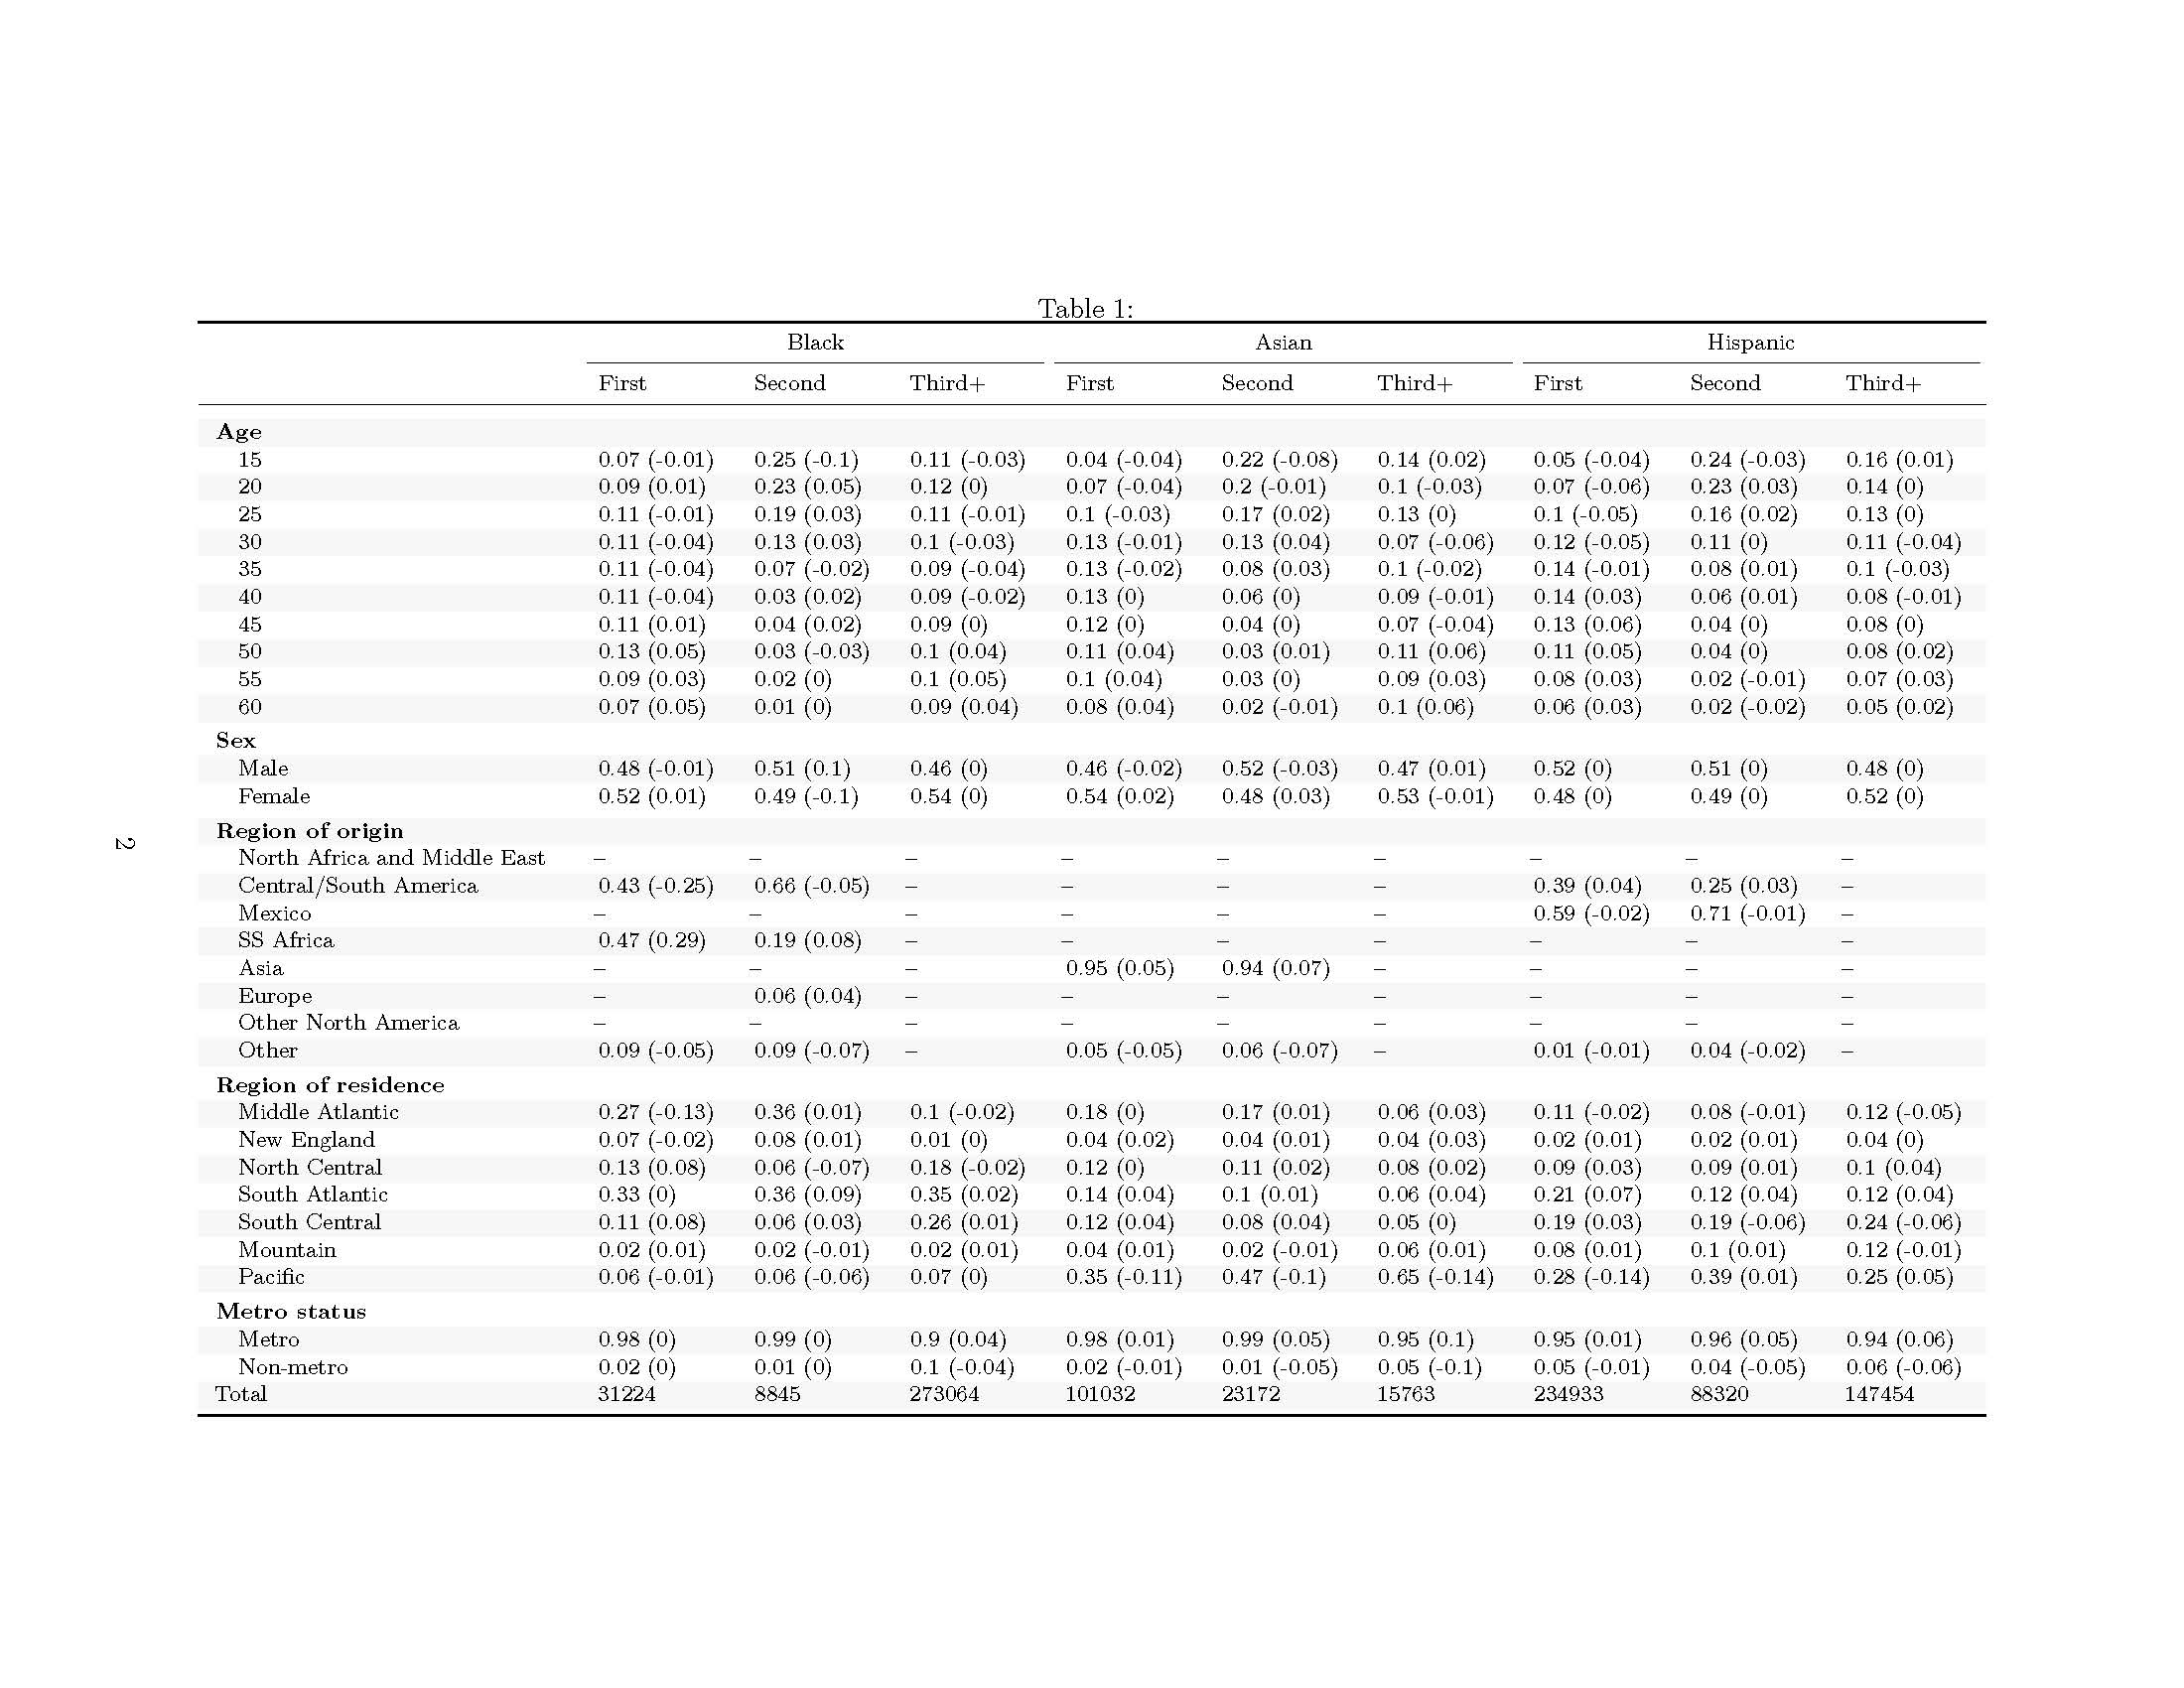 Table 1:
Black Asian Hispanic
First Second Third+ First Second Third+ First Second Third+
Age
15 0.07 (-0.01) 0.25 (-0.1) 0.11 (-0.03) 0.04 (-0.04) 0.22 (-0.08) 0.14 (0.02) 0.05 (-0.04) 0.24 (-0.03) 0.16 (0.01)
20 0.09 (0.01) 0.23 (0.05) 0.12 (0) 0.07 (-0.04) 0.2 (-0.01) 0.1 (-0.03) 0.07 (-0.06) 0.23 (0.03) 0.14 (0)
25 0.11 (-0.01) 0.19 (0.03) 0.11 (-0.01) 0.1 (-0.03) 0.17 (0.02) 0.13 (0) 0.1 (-0.05) 0.16 (0.02) 0.13 (0)
30 0.11 (-0.04) 0.13 (0.03) 0.1 (-0.03) 0.13 (-0.01) 0.13 (0.04) 0.07 (-0.06) 0.12 (-0.05) 0.11 (0) 0.11 (-0.04)
35 0.11 (-0.04) 0.07 (-0.02) 0.09 (-0.04) 0.13 (-0.02) 0.08 (0.03) 0.1 (-0.02) 0.14 (-0.01) 0.08 (0.01) 0.1 (-0.03)
40 0.11 (-0.04) 0.03 (0.02) 0.09 (-0.02) 0.13 (0) 0.06 (0) 0.09 (-0.01) 0.14 (0.03) 0.06 (0.01) 0.08 (-0.01)
45 0.11 (0.01) 0.04 (0.02) 0.09 (0) 0.12 (0) 0.04 (0) 0.07 (-0.04) 0.13 (0.06) 0.04 (0) 0.08 (0)
50 0.13 (0.05) 0.03 (-0.03) 0.1 (0.04) 0.11 (0.04) 0.03 (0.01) 0.11 (0.06) 0.11 (0.05) 0.04 (0) 0.08 (0.02)
55 0.09 (0.03) 0.02 (0) 0.1 (0.05) 0.1 (0.04) 0.03 (0) 0.09 (0.03) 0.08 (0.03) 0.02 (-0.01) 0.07 (0.03)
60 0.07 (0.05) 0.01 (0) 0.09 (0.04) 0.08 (0.04) 0.02 (-0.01) 0.1 (0.06) 0.06 (0.03) 0.02 (-0.02) 0.05 (0.02)
Sex
Male 0.48 (-0.01) 0.51 (0.1) 0.46 (0) 0.46 (-0.02) 0.52 (-0.03) 0.47 (0.01) 0.52 (0) 0.51 (0) 0.48 (0)
Female 0.52 (0.01) 0.49 (-0.1) 0.54 (0) 0.54 (0.02) 0.48 (0.03) 0.53 (-0.01) 0.48 (0) 0.49 (0) 0.52 (0)
Region of origin
North Africa and Middle East – – – – – – – – –
Central/South America 0.43 (-0.25) 0.66 (-0.05) – – – – 0.39 (0.04) 0.25 (0.03) –
Mexico – – – – – – 0.59 (-0.02) 0.71 (-0.01) –
SS Africa 0.47 (0.29) 0.19 (0.08) – – – – – – –
Asia – – – 0.95 (0.05) 0.94 (0.07) – – – –
Europe – 0.06 (0.04) – – – – – – –
Other North America – – – – – – – – –
Other 0.09 (-0.05) 0.09 (-0.07) – 0.05 (-0.05) 0.06 (-0.07) – 0.01 (-0.01) 0.04 (-0.02) –
Region of residence
Middle Atlantic 0.27 (-0.13) 0.36 (0.01) 0.1 (-0.02) 0.18 (0) 0.17 (0.01) 0.06 (0.03) 0.11 (-0.02) 0.08 (-0.01) 0.12 (-0.05)
New England 0.07 (-0.02) 0.08 (0.01) 0.01 (0) 0.04 (0.02) 0.04 (0.01) 0.04 (0.03) 0.02 (0.01) 0.02 (0.01) 0.04 (0)
North Central 0.13 (0.08) 0.06 (-0.07) 0.18 (-0.02) 0.12 (0) 0.11 (0.02) 0.08 (0.02) 0.09 (0.03) 0.09 (0.01) 0.1 (0.04)
South Atlantic 0.33 (0) 0.36 (0.09) 0.35 (0.02) 0.14 (0.04) 0.1 (0.01) 0.06 (0.04) 0.21 (0.07) 0.12 (0.04) 0.12 (0.04)
South Central 0.11 (0.08) 0.06 (0.03) 0.26 (0.01) 0.12 (0.04) 0.08 (0.04) 0.05 (0) 0.19 (0.03) 0.19 (-0.06) 0.24 (-0.06)
Mountain 0.02 (0.01) 0.02 (-0.01) 0.02 (0.01) 0.04 (0.01) 0.02 (-0.01) 0.06 (0.01) 0.08 (0.01) 0.1 (0.01) 0.12 (-0.01)
Pacific 0.06 (-0.01) 0.06 (-0.06) 0.07 (0) 0.35 (-0.11) 0.47 (-0.1) 0.65 (-0.14) 0.28 (-0.14) 0.39 (0.01) 0.25 (0.05)
Metro status
Metro 0.98 (0) 0.99 (0) 0.9 (0.04) 0.98 (0.01) 0.99 (0.05) 0.95 (0.1) 0.95 (0.01) 0.96 (0.05) 0.94 (0.06)
Non-metro 0.02 (0) 0.01 (0) 0.1 (-0.04) 0.02 (-0.01) 0.01 (-0.05) 0.05 (-0.1) 0.05 (-0.01) 0.04 (-0.05) 0.06 (-0.06)
Total 31224 8845 273064 101032 23172 15763 234933 88320 147454
2